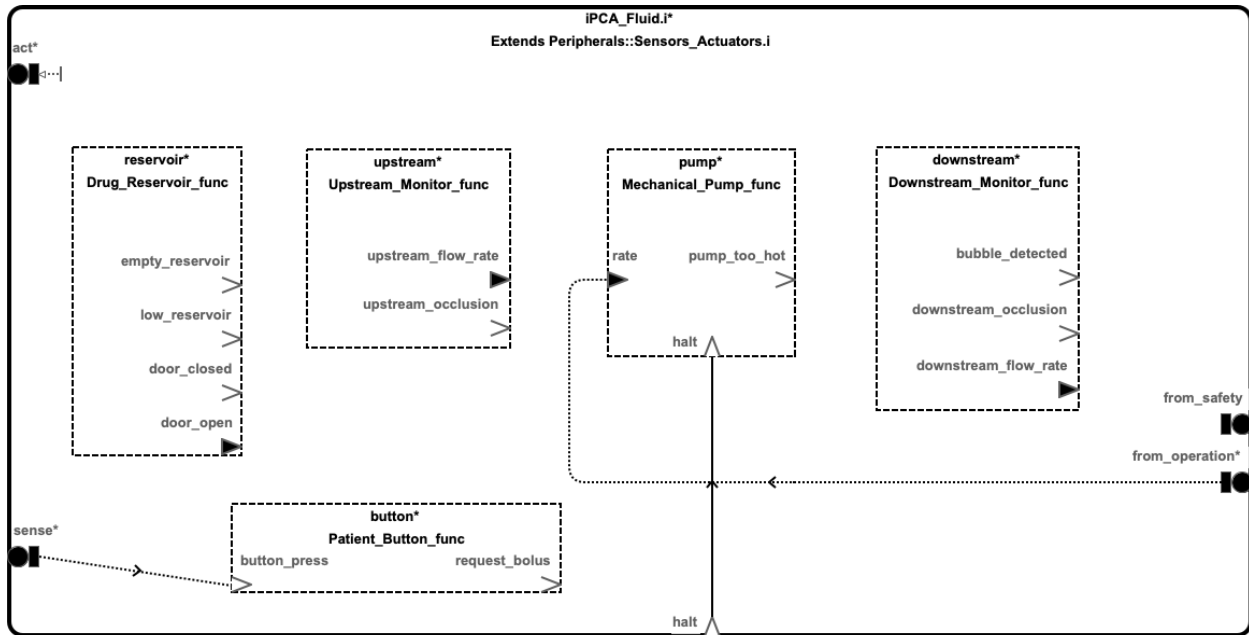 iPCA_Fluid.i*
Extends Peripherals::Sensors_Actuators.i
act*
reservoir*
Drug_Reservoir_func
empty_reservoir
low_reservoir
door_closed
door_open
upstream*
Upstream_Monitor_func
upstream_flow_rate
upstream_occlusion
pump*
Mechanical_Pump_func
rate
pump_too_hot
halt
downstream*
Downstream_Monitor_func
bubble_detected
downstream_occlusion
downstream_flow_rate
from_safety
from_operation*
sense*
button*
Patient_Button_func
button_press
request_bolus
halt